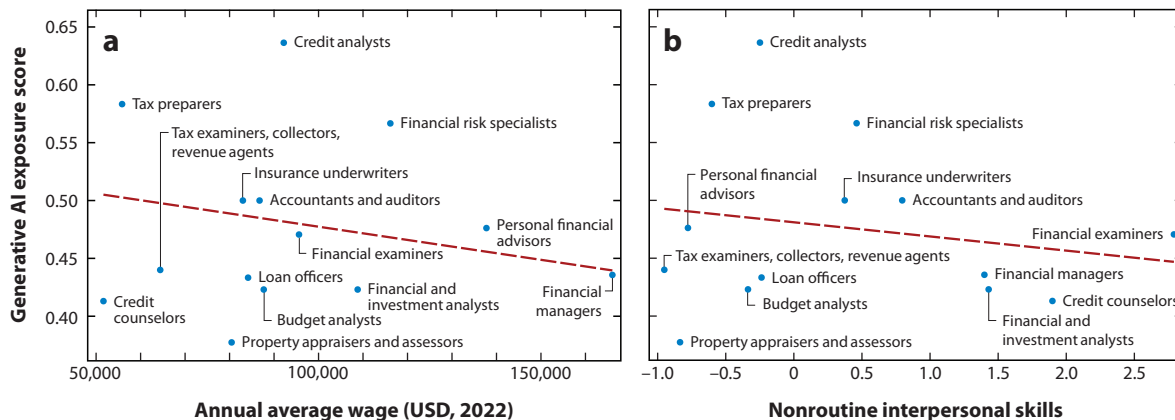 Generative AI exposure score
0.65
0.60
0.55
0.50
0.45
0.40
a
Credit analysts
Tax preparers
Tax examiners, collectors,
revenue agents
Financial risk specialists
Insurance underwriters
Accountants and auditors
Personal financial
advisors
Financial examiners
Loan officers
Financial and
investment analysts
Financial
managers
Credit
counselors
Budget analysts
Property appraisers and assessors
50,000
100,000
150,000
Annual average wage (USD, 2022)
b
Credit analysts
Tax preparers
Financial risk specialists
Personal financial
advisors
Insurance underwriters
Accountants and auditors
Financial examiners
Tax examiners, collectors, revenue agents
Loan officers
Financial managers
Budget analysts
Credit counselors
Financial and
investment analysts
Property appraisers and assessors
−1.0
−0.5
0
0.5
1.0
1.5
2.0
2.5
Nonroutine interpersonal skills